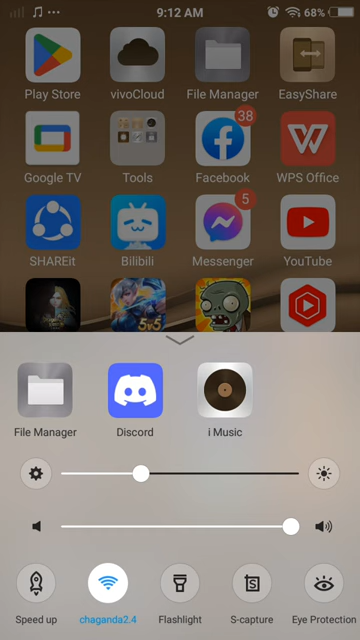 9:12 AM 68%
Play Store vivoCloud File Manager EasyShare
38
Google TV Tools Facebook WPS Office
5
SHAREit Bilibili Messenger YouTube
5v5
File Manager Discord i Music
Speed up chaganda2.4 Flashlight S-capture Eye Protection